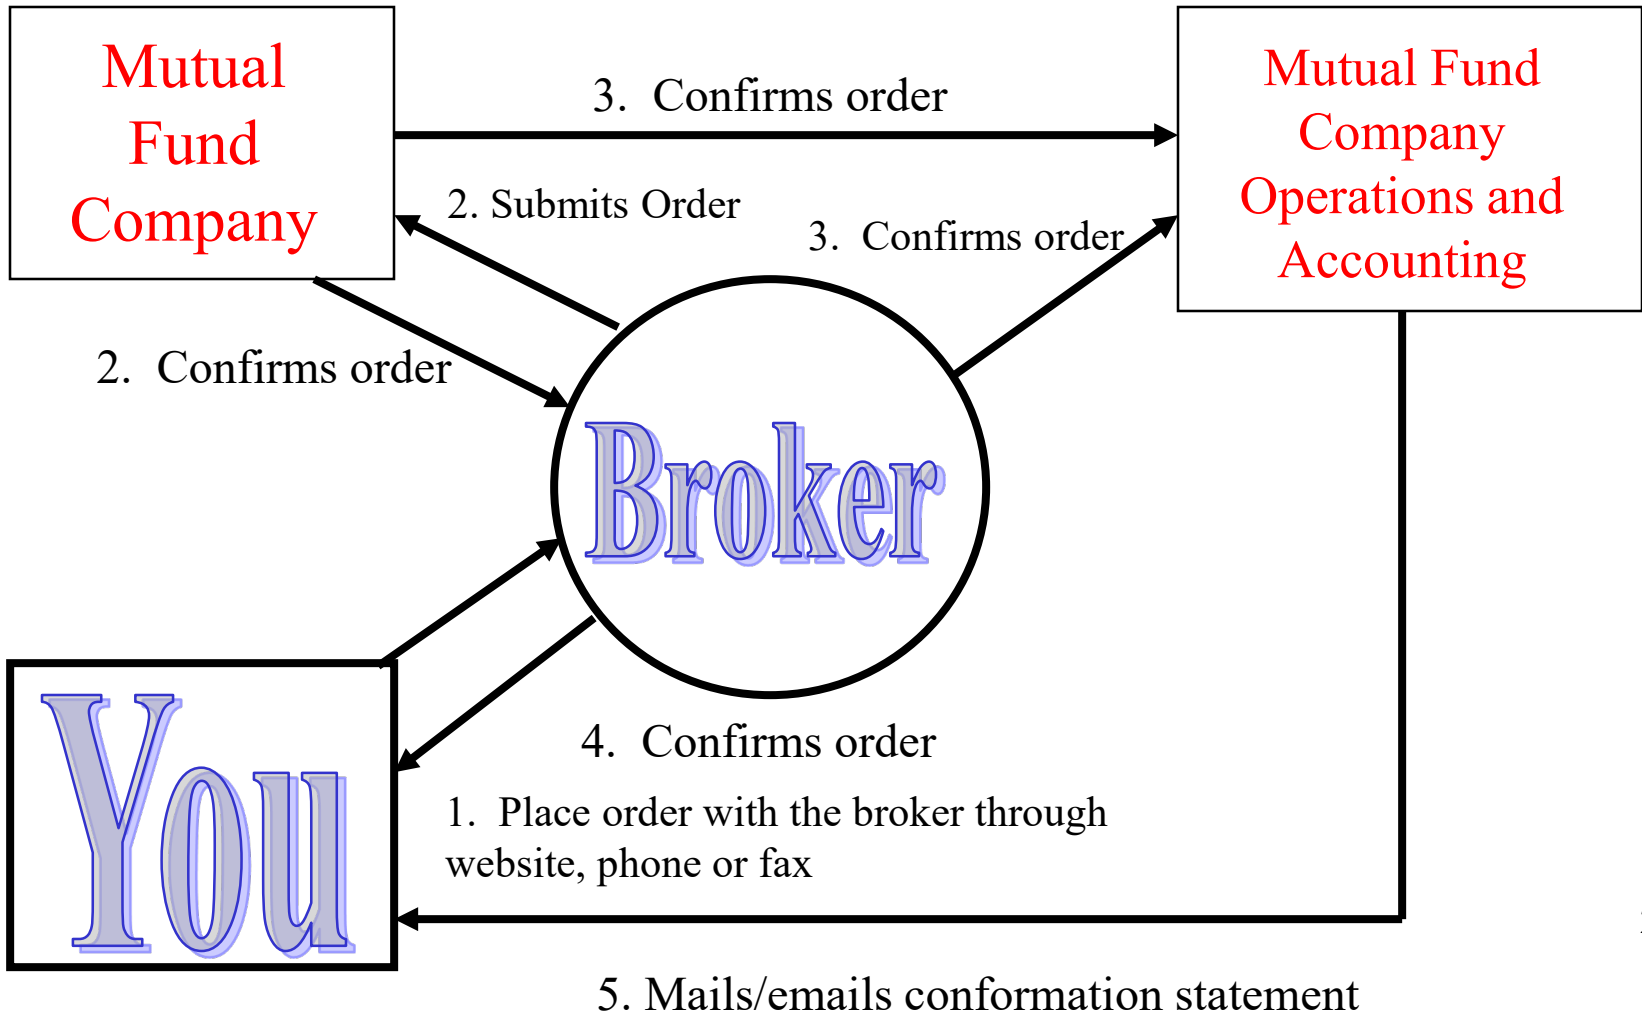 Mutual
Fund
Company
3. Confirms order
Mutual Fund
Company
Operations and
Accounting
2. Submits Order
3. Confirms order
2. Confirms order
Broker
You
4. Confirms order
1. Place order with the broker through
website, phone or fax
5. Mails/emails conformation statement